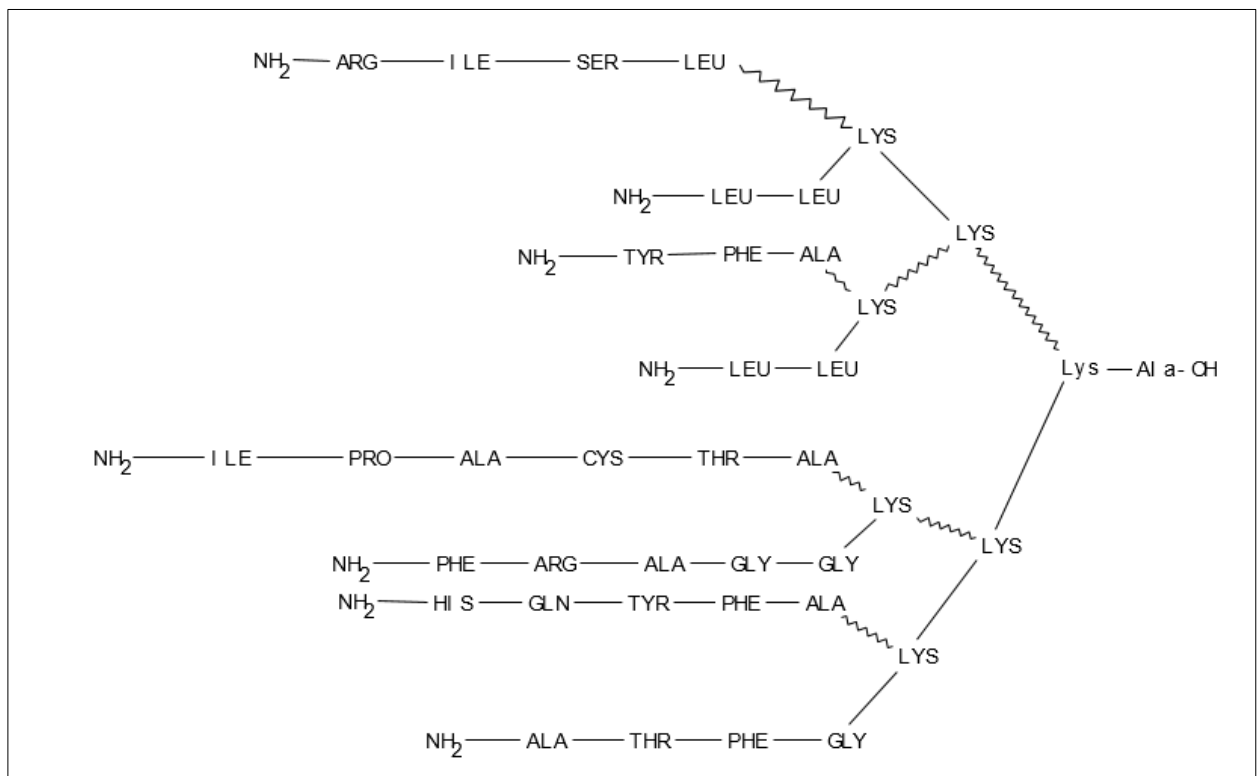 NH2 ARG ILE SER LEU
LYS
NH2 LEU LEU
LYS
NH2 TYR PHE ALA
LYS
NH2 LEU LEU
Lys Ala-OH
NH2 ILE PRO ALA CYS THR ALA
LYS
LYS
NH2 PHE ARG ALA GLY GLY
NH2 HIS GLN TYR PHE ALA
LYS
NH2 ALA THR PHE GLY